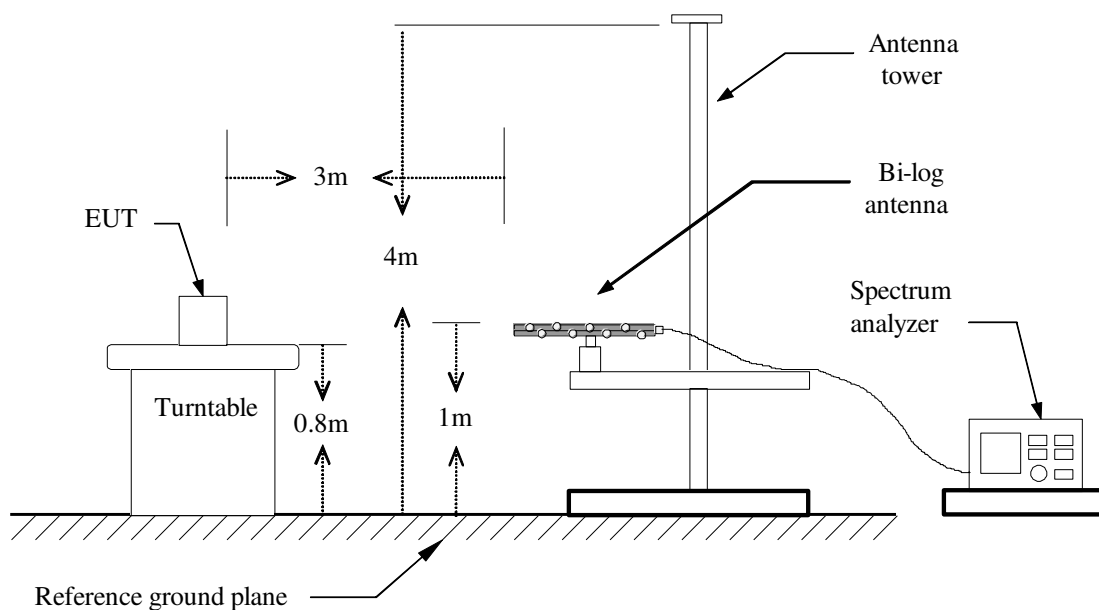 Antenna
tower
3m
Bi-log
antenna
EUT
4m
Spectrum
analyzer
Turntable
0.8m
1m
Reference ground plane